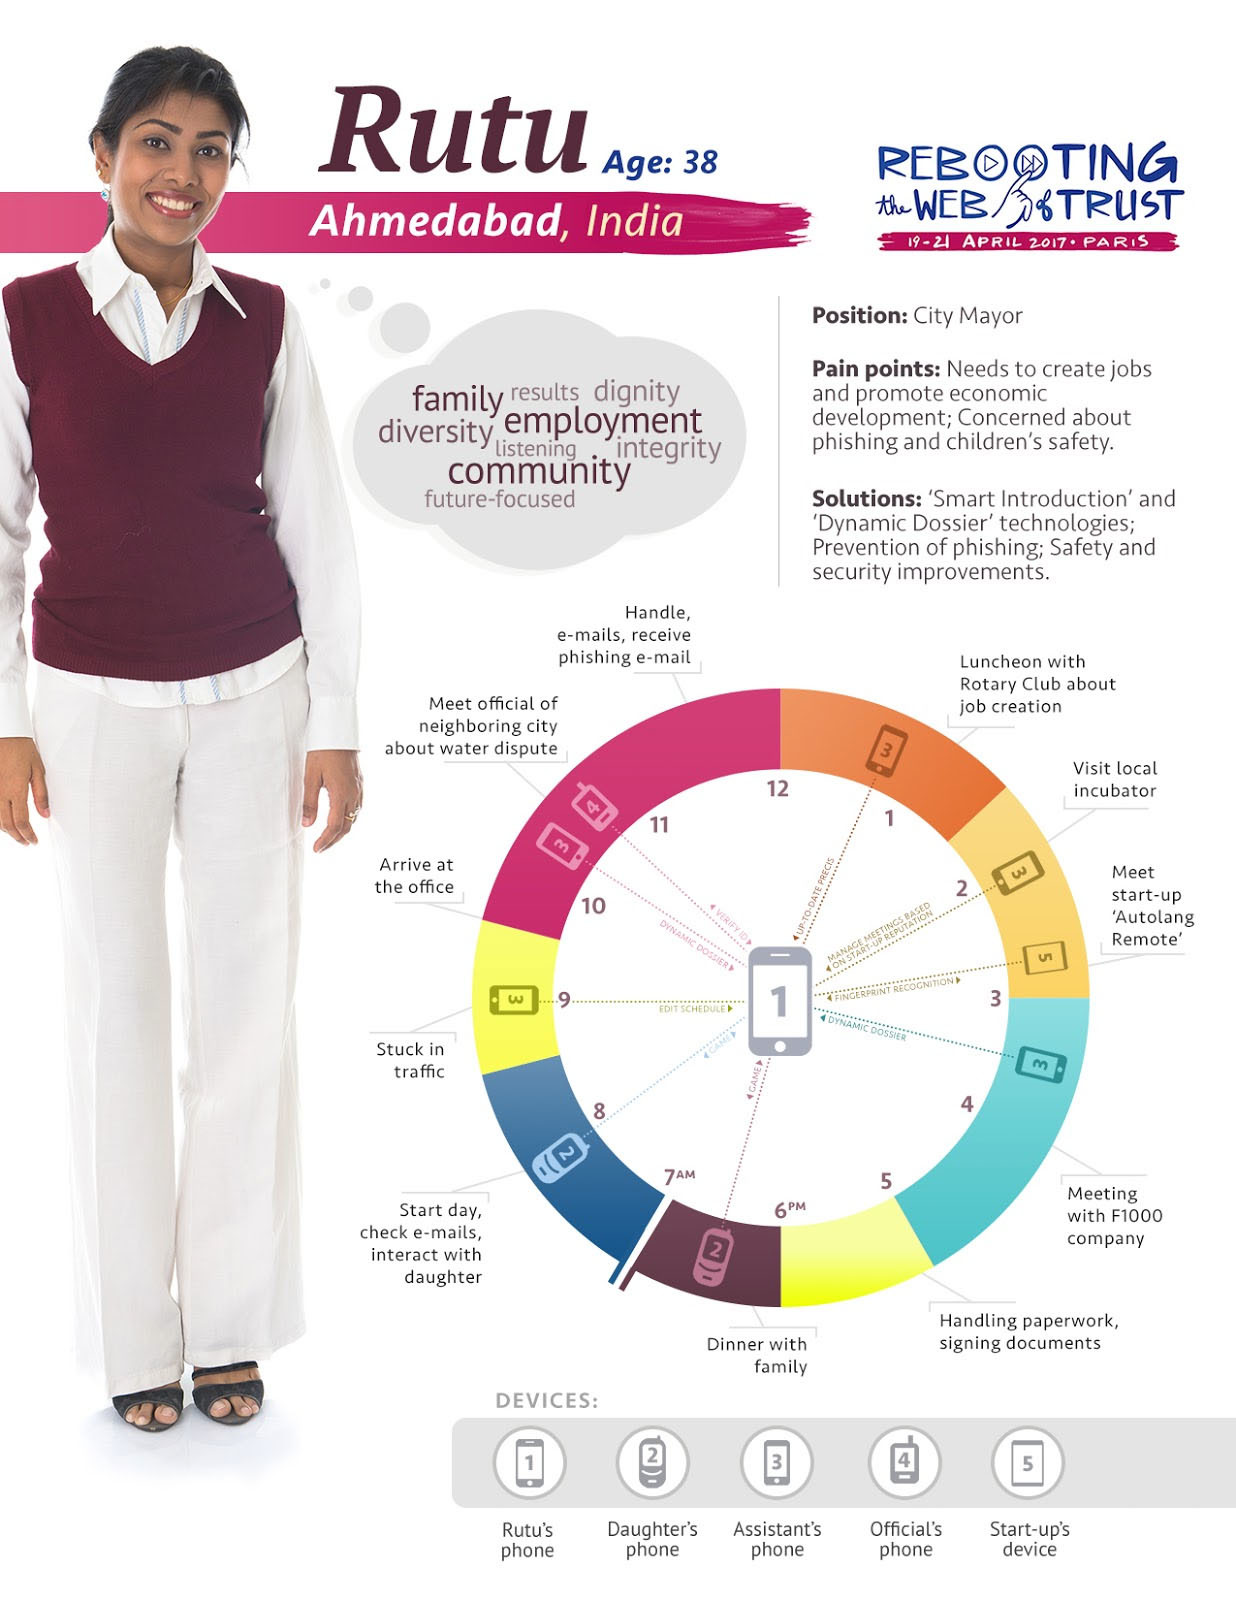 Rutu Age: 38
Ahmedabad, India
REBOOTING
the WEB of TRUST
19-21 APRIL 2017 • PARIS
family results dignity
diversity employment
listening integrity
community
future-focused
Position: City Mayor
Pain points: Needs to create jobs
and promote economic
development; Concerned about
phishing and children's safety.
Solutions: 'Smart Introduction' and
'Dynamic Dossier' technologies;
Prevention of phishing; Safety and
security improvements.
Handle,
e-mails, receive
phishing e-mail
Luncheon with
Rotary Club about
job creation
Meet official of
neighboring city
about water dispute
Visit local
incubator
Arrive at
the office
Meet
start-up
'Autolang
Remote'
Stuck in
traffic
Start day,
check e-mails,
interact with
daughter
Meeting
with F1000
company
Handling paperwork,
signing documents
Dinner with
family
7AM
8
9
10
11
12
1
2
3
4
5
6PM
2
3
3
4
3
3
5
3
2
1
GAME
EDIT SCHEDULE
DYNAMIC DOSSIER
VERIFY ID
UP-TO-DATE PRECIS
MANAGE MEETINGS BASED
ON START-UP REPUTATION
FINGERPRINT RECOGNITION
DYNAMIC DOSSIER
GAME
DEVICES:
1
2
3
4
5
Rutu's
phone
Daughter's
phone
Assistant's
phone
Official's
phone
Start-up's
device